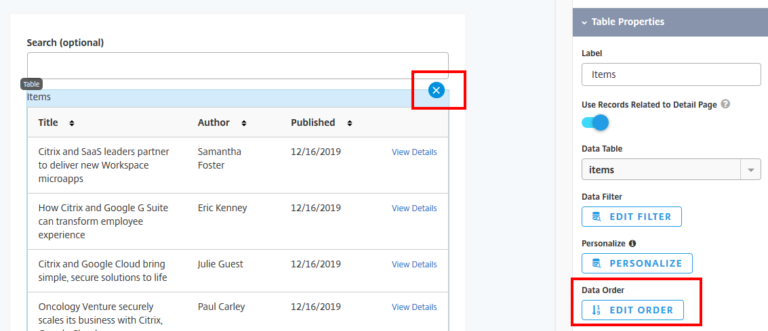 Search (optional)
Table
Items
Title Author Published
Citrix and SaaS leaders partner
to deliver new Workspace
microapps
Samantha
Foster
12/16/2019
View Details
How Citrix and Google G Suite
can transform employee
experience
Eric Kenney
12/16/2019
View Details
Citrix and Google Cloud bring
simple, secure solutions to life
Julie Guest
12/16/2019
View Details
Oncology Venture securely
scales its business with Citrix,
Paul Carley
12/16/2019
View Details
Table Properties
Label
Items
Use Records Related to Detail Page
Data Table
items
Data Filter
EDIT FILTER
Personalize
PERSONALIZE
Data Order
EDIT ORDER